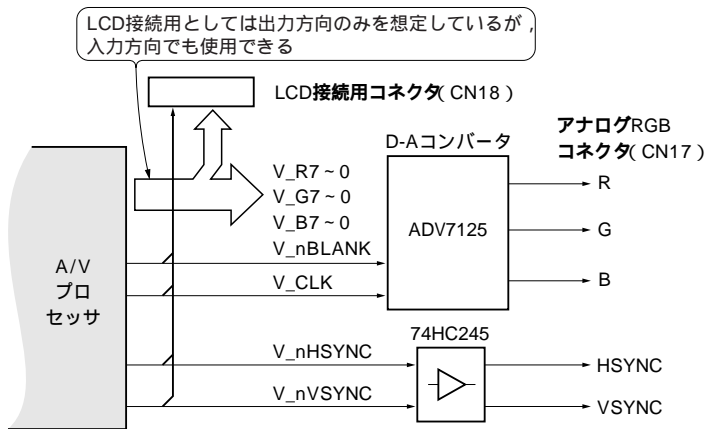 LCD接続用としては出力方向のみを想定しているが，
入力方向でも使用できる
LCD接続用コネクタ（CN18）
D-Aコンバータ
アナログRGB
コネクタ（CN17）
V_R7～0
V_G7～0
V_B7～0
V_nBLANK
V_CLK
ADV7125
R
G
B
A/V
プロ
セッサ
74HC245
V_nHSYNC
V_nVSYNC
HSYNC
VSYNC